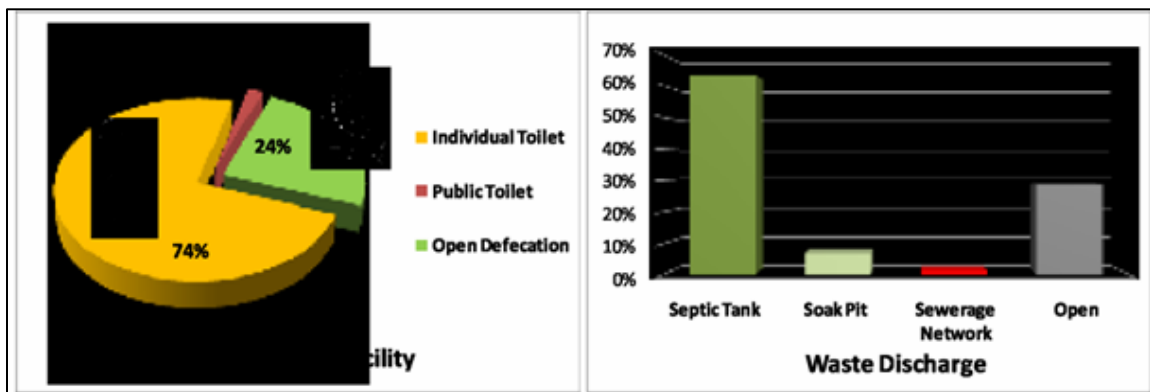 24%
74%
Individual Toilet
Public Toilet
Open Defecation
cility
70%
60%
50%
40%
30%
20%
10%
0%
Septic Tank
Soak Pit
Sewerage
Network
Open
Waste Discharge